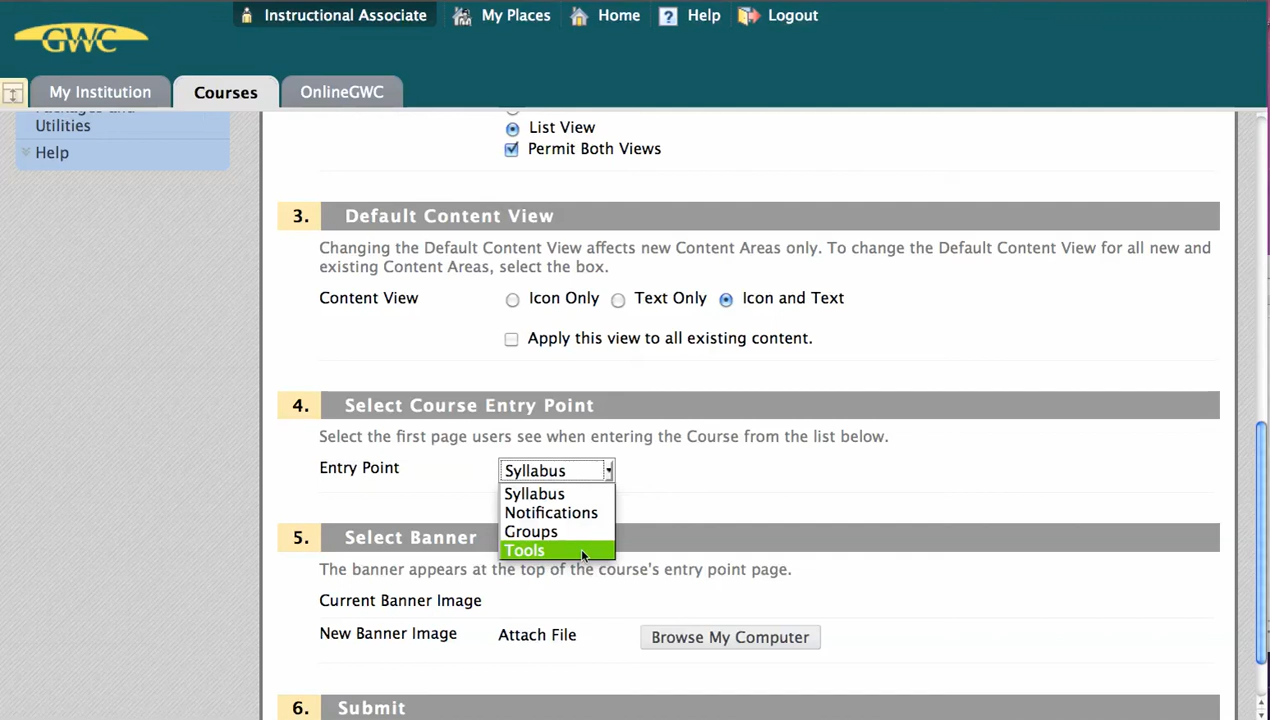 Instructional Associate My Places Home ? Help Logout
GWC
My Institution Courses OnlineGWC
Packages and
Utilities
Help
List View
Permit Both Views
3. Default Content View
Changing the Default Content View affects new Content Areas only. To change the Default Content View for all new and
existing Content Areas, select the box.
Content View Icon Only Text Only Icon and Text
Apply this view to all existing content.
4. Select Course Entry Point
Select the first page users see when entering the Course from the list below.
Entry Point Syllabus
Syllabus
Notifications
Groups
Tools
5. Select Banner
The banner appears at the top of the course's entry point page.
Current Banner Image
New Banner Image Attach File Browse My Computer
6. Submit